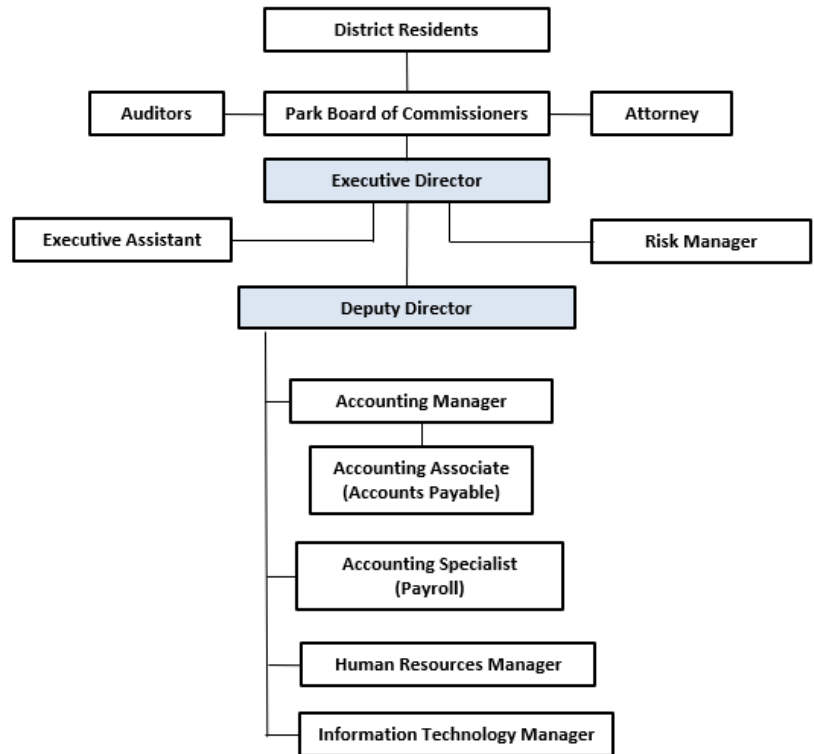 District Residents
Auditors
Park Board of Commissioners
Attorney
Executive Director
Executive Assistant
Risk Manager
Deputy Director
Accounting Manager
Accounting Associate
(Accounts Payable)
Accounting Specialist
(Payroll)
Human Resources Manager
Information Technology Manager